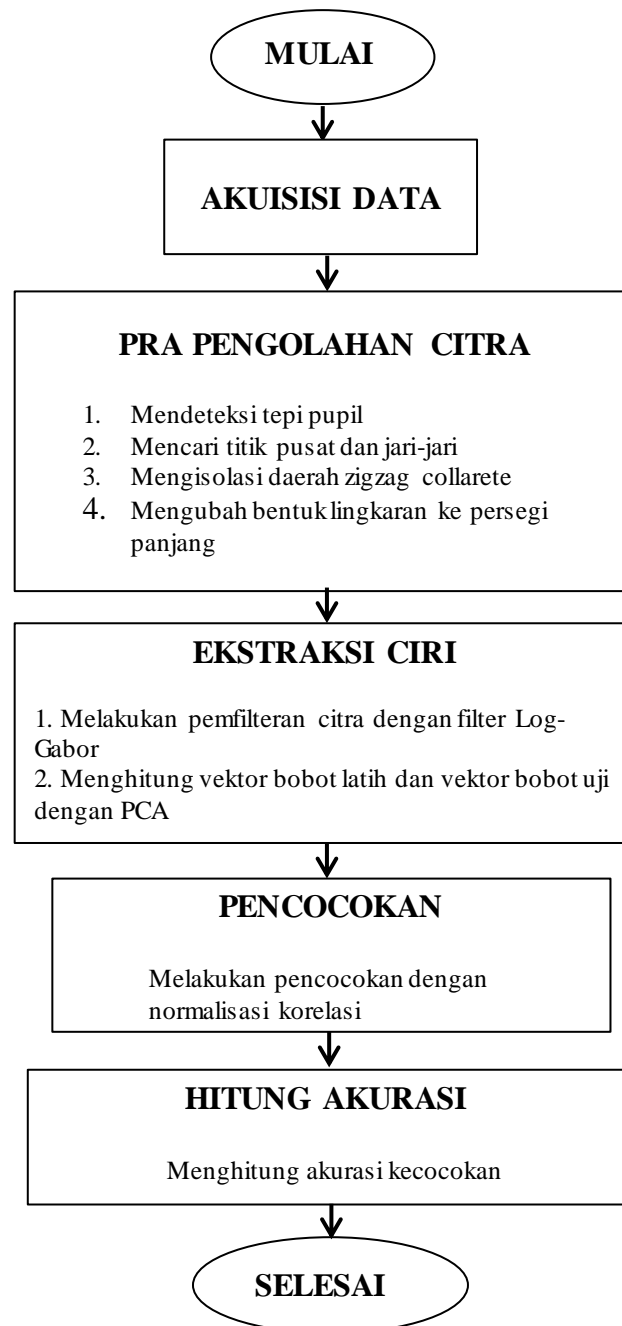 MULAI
AKUISISI DATA
PRA PENGOLAHAN CITRA
1. Mendeteksi tepi pupil
2. Mencari titik pusat dan jari-jari
3. Mengisolasi daerah zigzag collarete
4. Mengubah bentuk lingkaran ke persegi
panjang
EKSTRAKSI CIRI
1. Melakukan pemfilteran citra dengan filter Log-
Gabor
2. Menghitung vektor bobot latih dan vektor bobot uji
dengan PCA
PENCOCOKAN
Melakukan pencocokan dengan
normalisasi korelasi
HITUNG AKURASI
Menghitung akurasi kecocokan
SELESAI